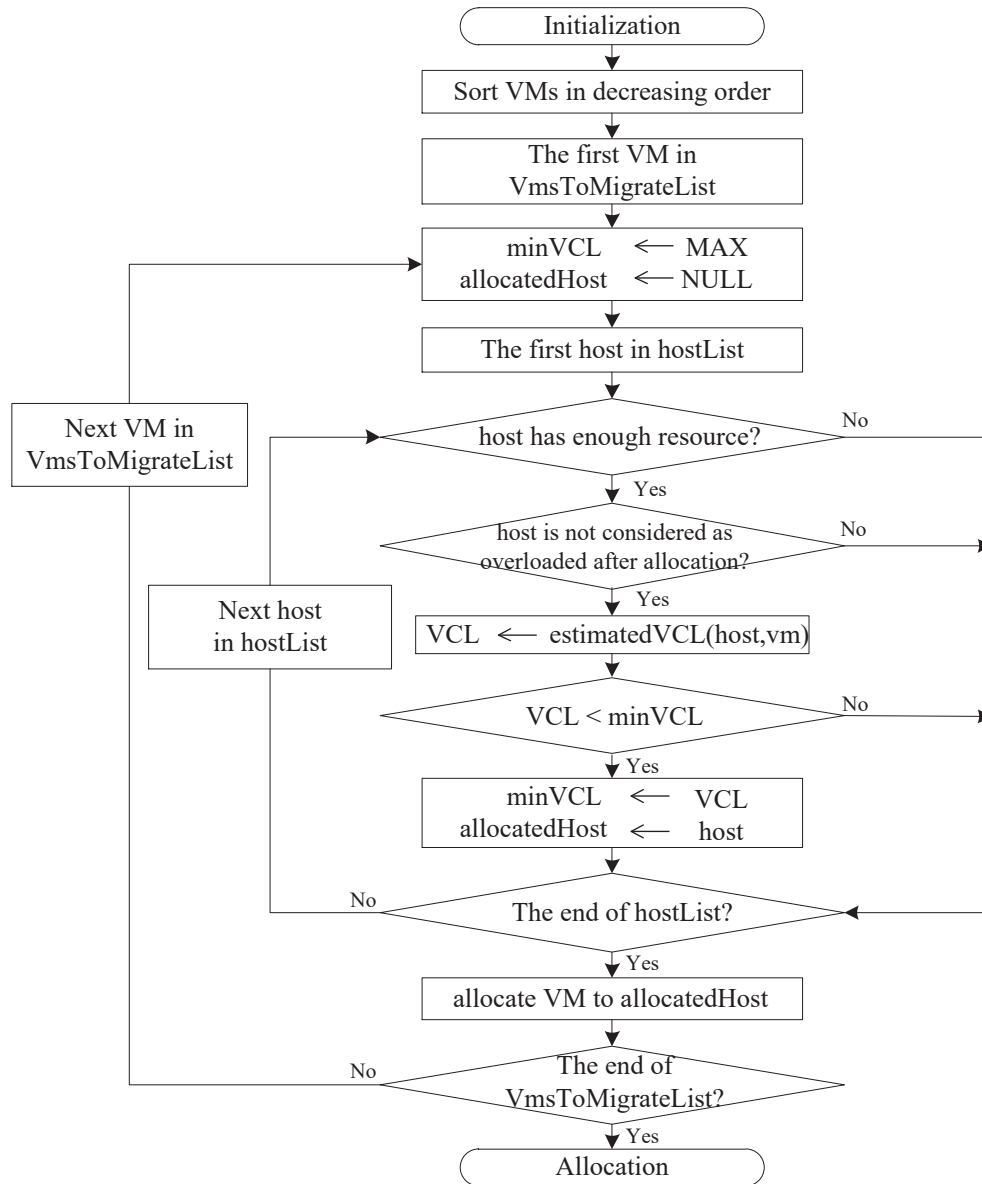 Initialization
Sort VMs in decreasing order
The first VM in
VmsToMigrateList
minVCL ← MAX
allocatedHost ← NULL
The first host in hostList
Next VM in
VmsToMigrateList
host has enough resource?
No
Yes
host is not considered as
overloaded after allocation?
No
Yes
Next host
in hostList
VCL ← estimatedVCL(host,vm)
VCL < minVCL
No
Yes
minVCL ← VCL
allocatedHost ← host
The end of hostList?
No
Yes
allocate VM to allocatedHost
The end of
VmsToMigrateList?
No
Yes
Allocation